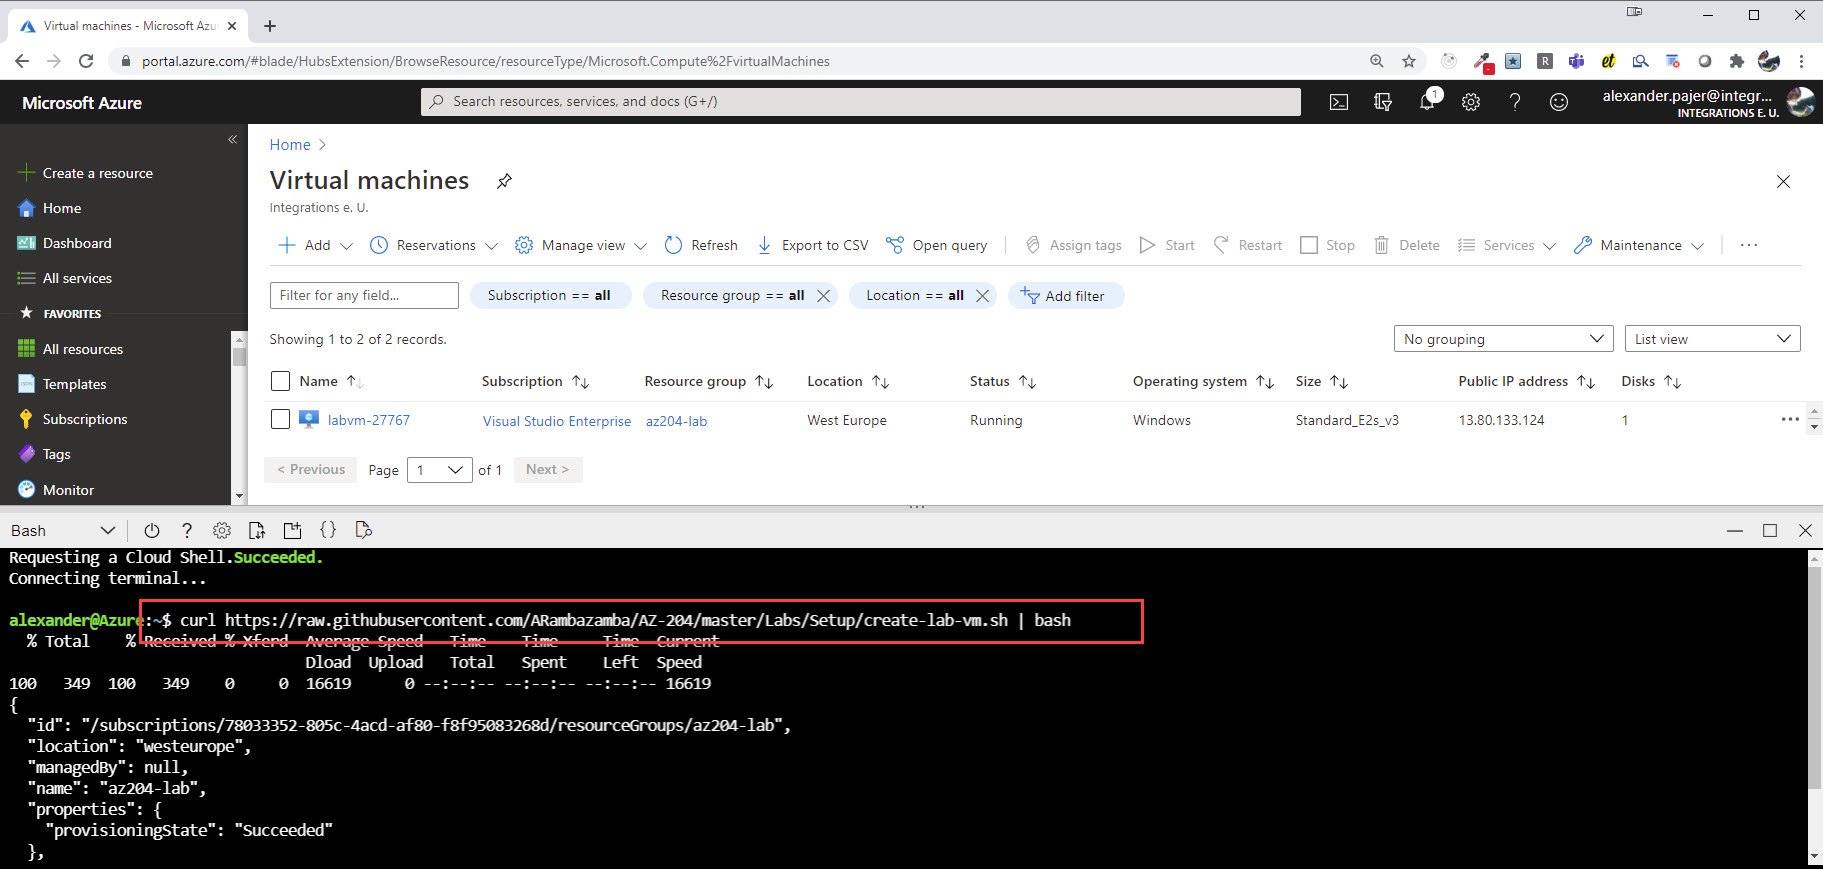 Virtual machines - Microsoft Azu
portal.azure.com/#blade/HubsExtension/BrowseResource/resourceType/Microsoft.Compute%2FvirtualMachines
Microsoft Azure
Search resources, services, and docs (G+/)
1
alexander.pajer@integr...
INTEGRATIONS E. U.
Create a resource
Home
Dashboard
All services
FAVORITES
All resources
Templates
Subscriptions
Tags
Monitor
Home
Virtual machines
Integrations e. U.
Add Reservations Manage view Refresh Export to CSV Open query Assign tags Start Restart Stop Delete Services Maintenance ...
Filter for any field... Subscription == all Resource group == all Location == all Add filter
Showing 1 to 2 of 2 records. No grouping List view
Name Subscription Resource group Location Status Operating system Size Public IP address Disks
labvm-27767 Visual Studio Enterprise az204-lab West Europe Running Windows Standard_E2s_v3 13.80.133.124 1 ...
< Previous Page 1 of 1 Next >
Bash ? {}
Requesting a Cloud Shell.Succeeded.
Connecting terminal...
alexander@Azure:~$ curl https://raw.githubusercontent.com/ARambazamba/AZ-204/master/Labs/Setup/create-lab-vm.sh | bash
% Total % Received % Xferd Average Speed Time Time Time Current
Dload Upload Total Spent Left Speed
100 349 100 349 0 0 16619 0 --:--:-- --:--:-- --:--:-- 16619
{
"id": "/subscriptions/78033352-805c-4acd-af80-f8f95083268d/resourceGroups/az204-lab",
"location": "westeurope",
"managedBy": null,
"name": "az204-lab",
"properties": {
"provisioningState": "Succeeded"
},